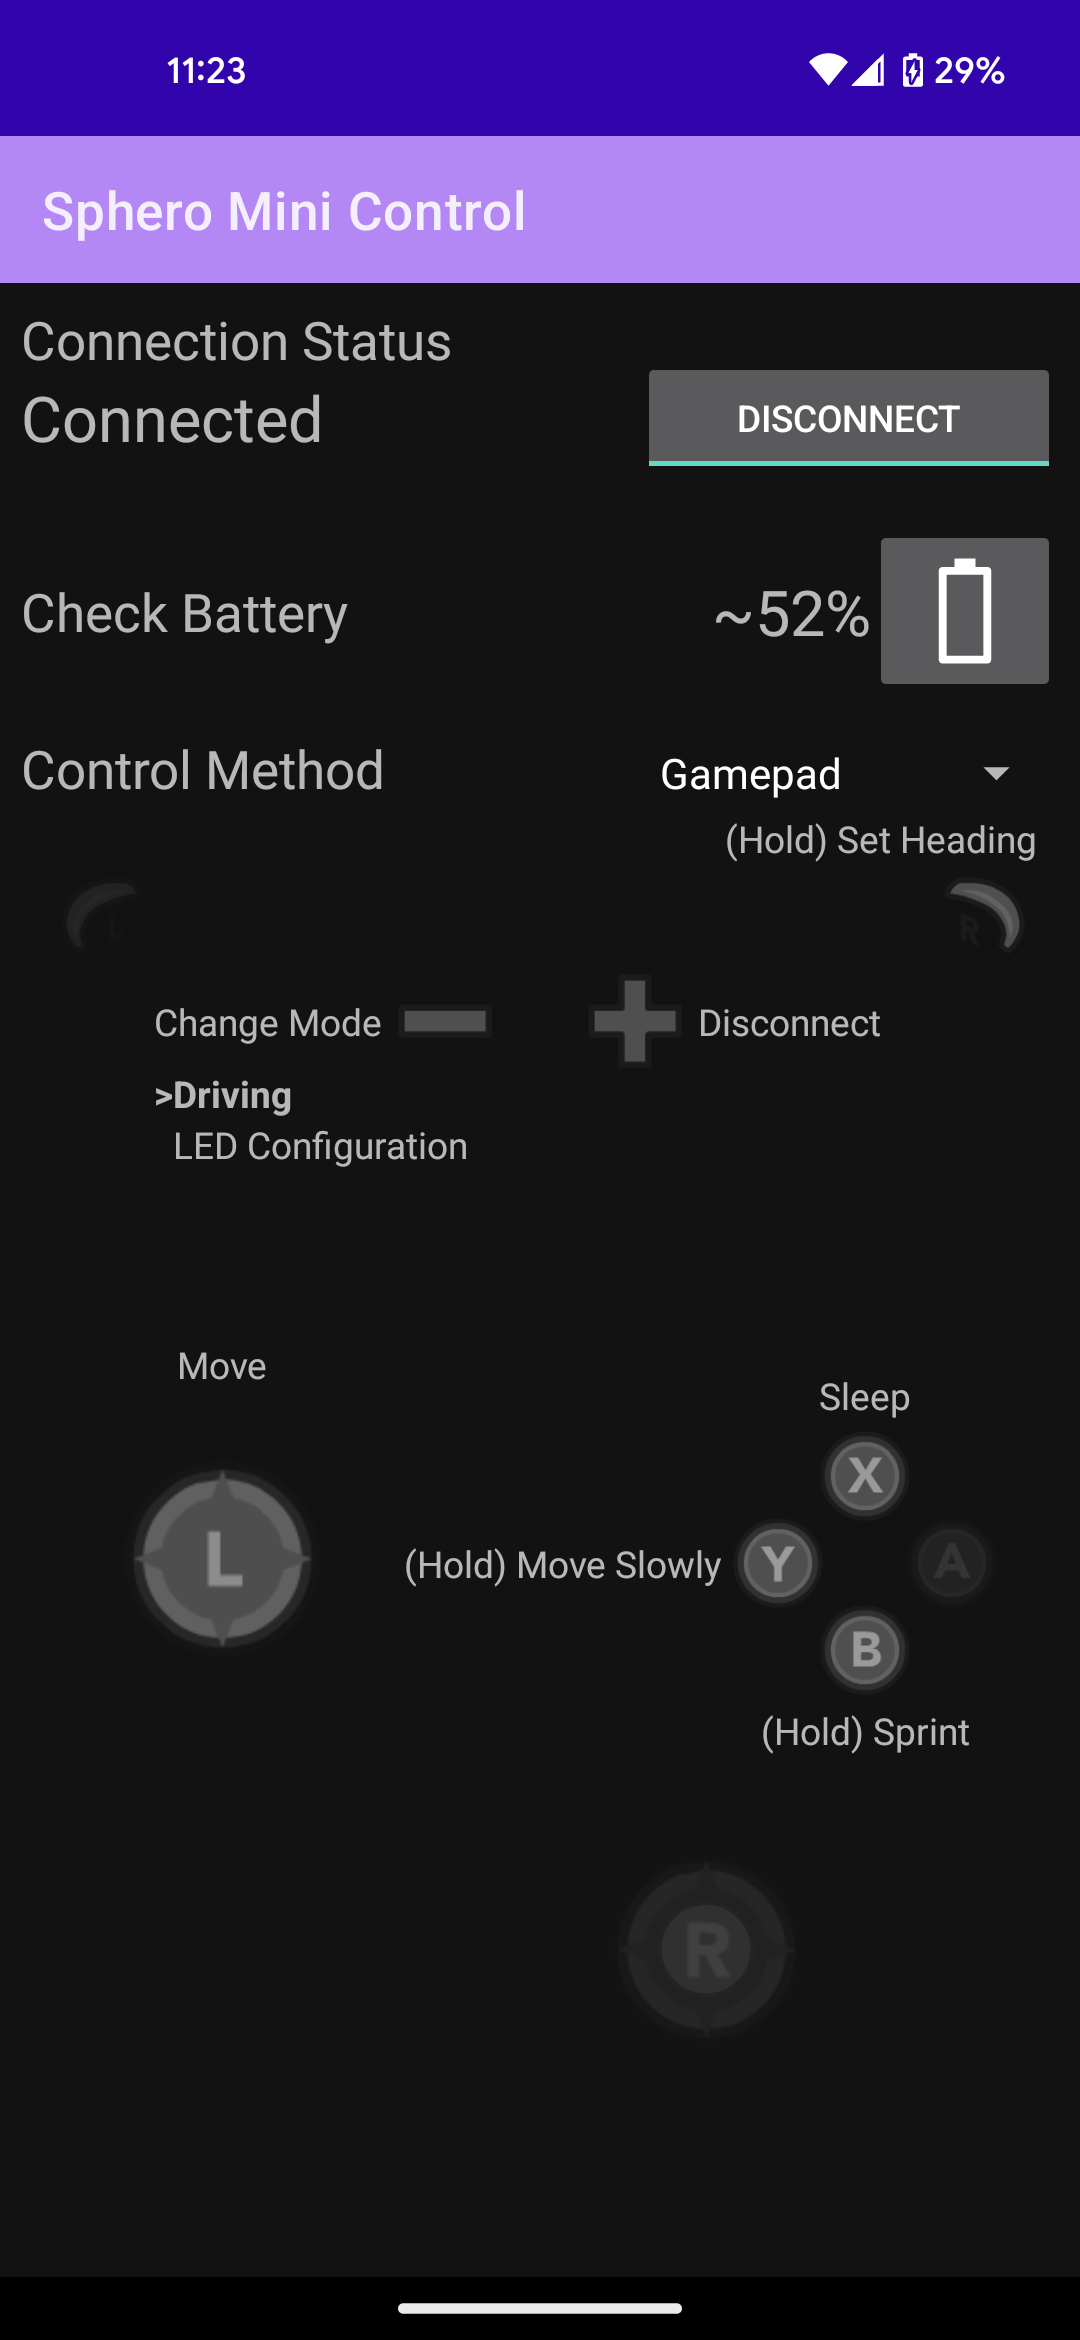 11:23 29%
Sphero Mini Control
Connection Status
Connected
DISCONNECT
Check Battery ~52%
Control Method Gamepad
(Hold) Set Heading
L R
Change Mode Disconnect
>Driving
LED Configuration
Move
Sleep
X
L
(Hold) Move Slowly Y A
B
(Hold) Sprint
R